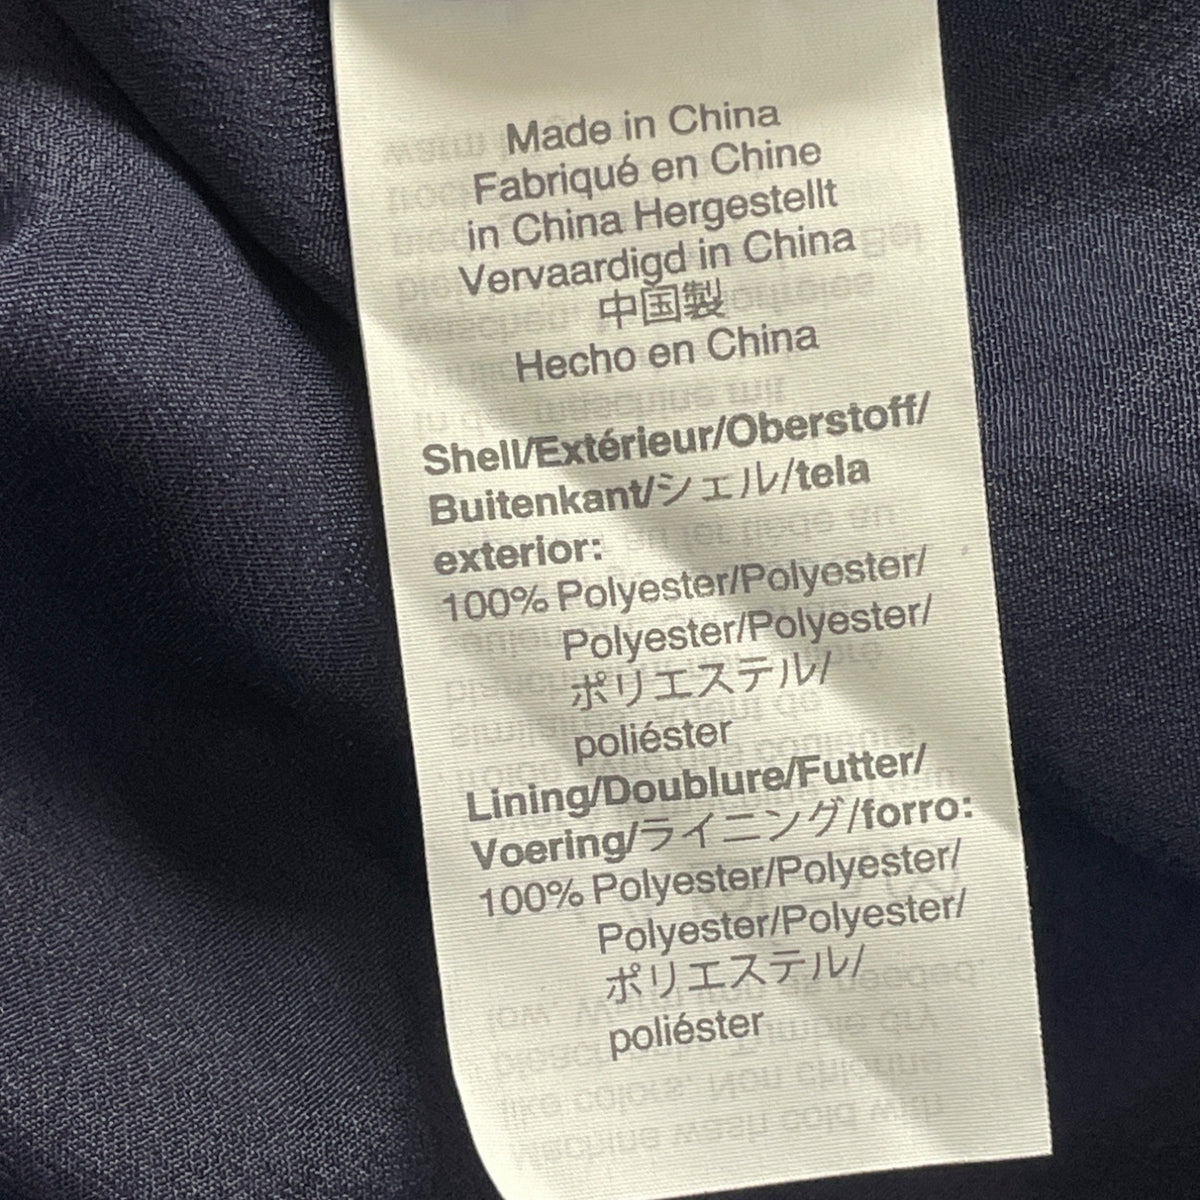 Made in China
Fabriqué en Chine
in China Hergestellt
Vervaardigd in China
中国製
Hecho en China
Shell/Extérieur/Oberstoff/
Buitenkant/シェル/tela
exterior:
100% Polyester/Polyester/
Polyester/Polyester/
ポリエステル/
poliéster
Lining/Doublure/Futter/
Voering/ライニング/forro:
100% Polyester/Polyester/
Polyester/Polyester/
ポリエステル/
poliéster